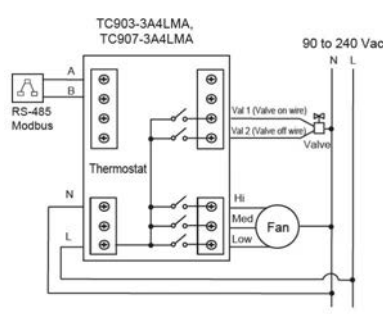 TC903-3A4LMA,
TC907-3A4LMA
90 to 240 Vac
N L
A
B
RS-485
Modbus
Val 1 (Valve on wire)
Val 2 (Valve off wire)
Valve
Thermostat
N
L
Hi
Med
Low
Fan